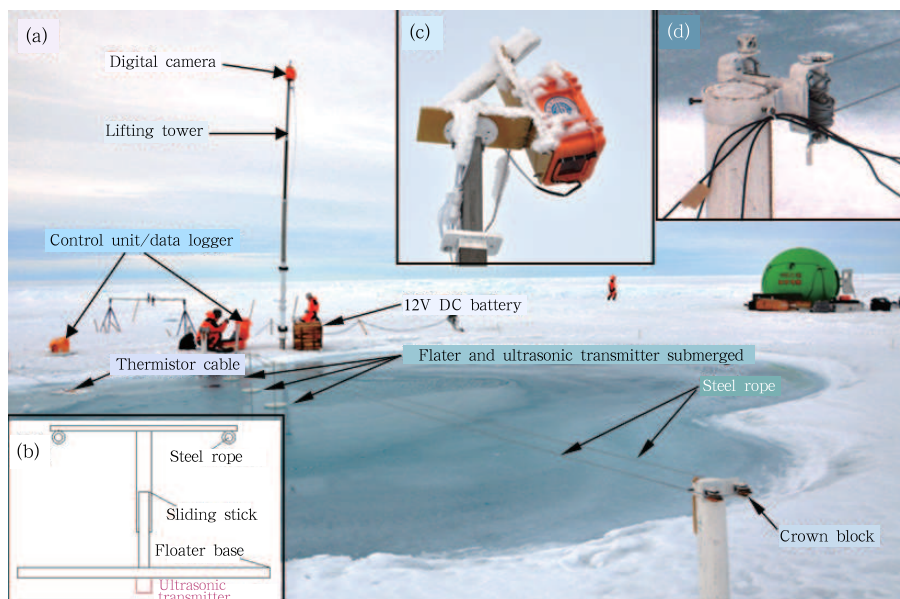 (a)
Digital camera
Lifting tower
Control unit/data logger
12V DC battery
Thermistor cable
Flater and ultrasonic transmitter submerged
Steel rope
Crown block
(b)
Steel rope
Sliding stick
Floater base
Ultrasonic
transmitter
(c)
(d)